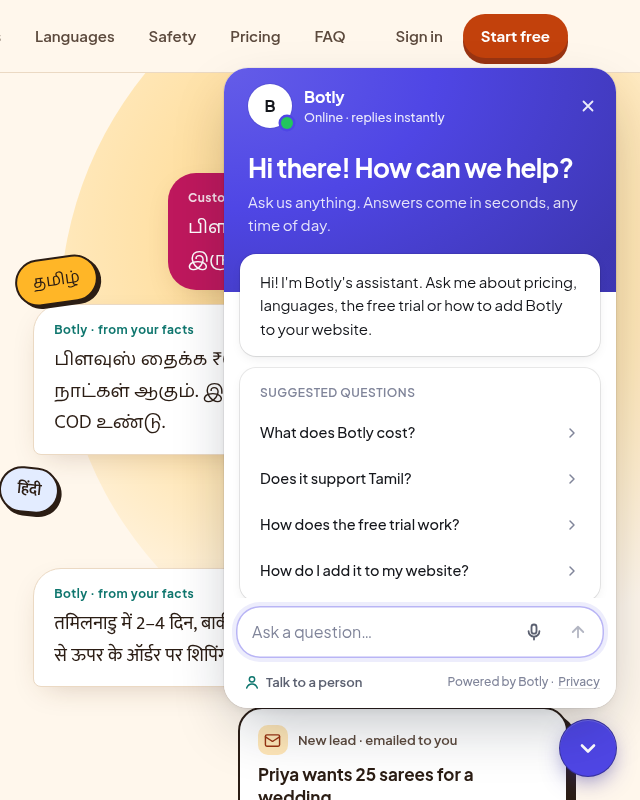 Languages Safety Pricing FAQ Sign in Start free
B
Botly
Online · replies instantly
Hi there! How can we help?
Ask us anything. Answers come in seconds, any
time of day.
Hi! I'm Botly's assistant. Ask me about pricing,
languages, the free trial or how to add Botly
to your website.
SUGGESTED QUESTIONS
What does Botly cost?
Does it support Tamil?
How does the free trial work?
How do I add it to my website?
Ask a question…
Talk to a person
Powered by Botly · Privacy
தமிழ்
Botly · from your facts
பிளவுஸ் தைக்க
நாட்கள் ஆகும்.
COD உண்டு.
हिंदी
Botly · from your facts
तमिलनाडु में 2–4 दिन,
से ऊपर के ऑर्डर पर
New lead · emailed to you
Priya wants 25 sarees for a
wedding